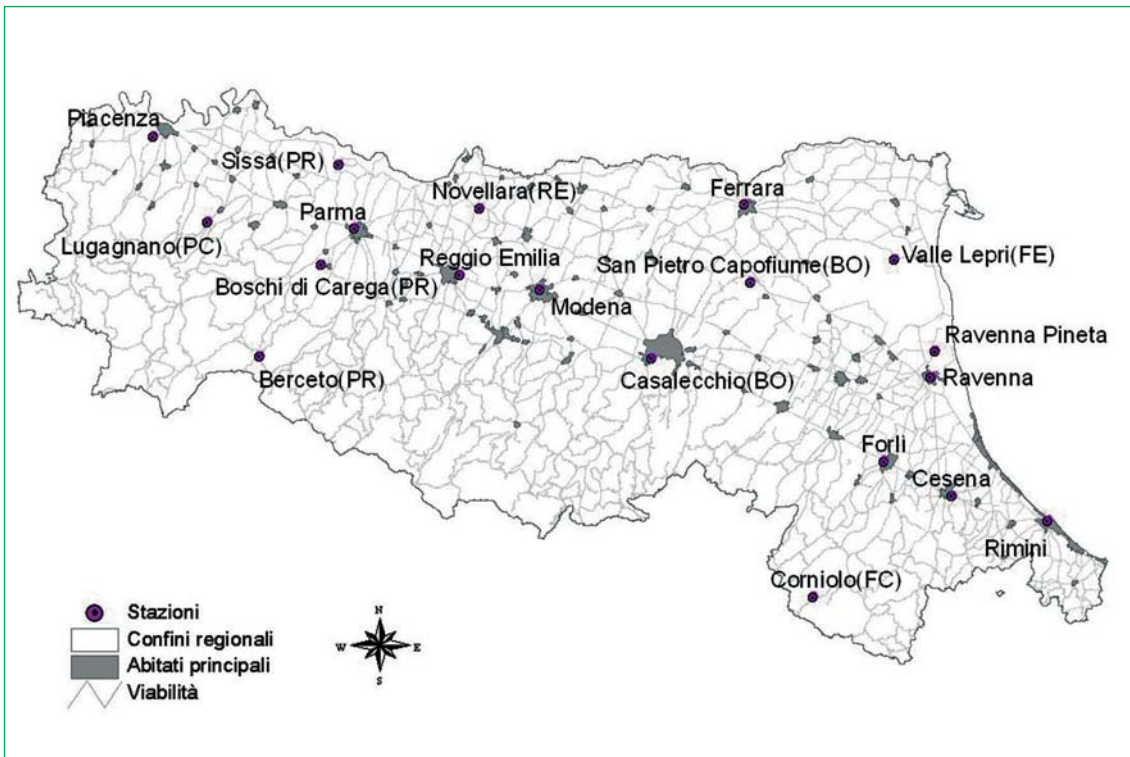 Piacenza
Sissa(PR)
Novellara(RE)
Ferrara
Parma
Lugagnano(PC)
Reggio Emilia
San Pietro Capofiume(BO)
Valle Lepri(FE)
Boschi di Carega(PR)
Modena
Ravenna Pineta
Berceto(PR)
Casalecchio(BO)
Ravenna
Forlì
Cesena
Rimini
Corniolo(FC)
Stazioni
Confini regionali
Abitati principali
Viabilità
N
W
E
S